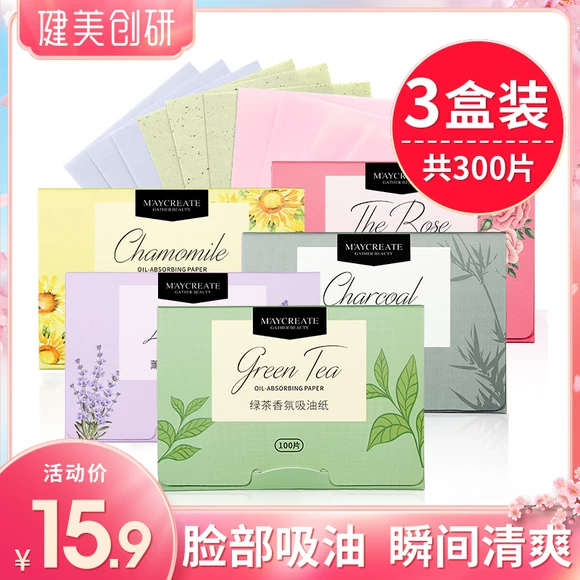 健美创研
3盒装
共300片
M'AYCREATE
GATHER BEAUTY
The Rose
M'AYCREATE
GATHER BEAUTY
Chamomile
OIL-ABSORBING PAPER
M'AYCREATE
GATHER BEAUTY
Charcoal
M'AYCREATE
GATHER BEAUTY
薰
M'AYCREATE
GATHER BEAUTY
Green Tea
OIL-ABSORBING PAPER
绿茶香氛吸油纸
100片
活动价
¥15.9
脸部吸油 瞬间清爽